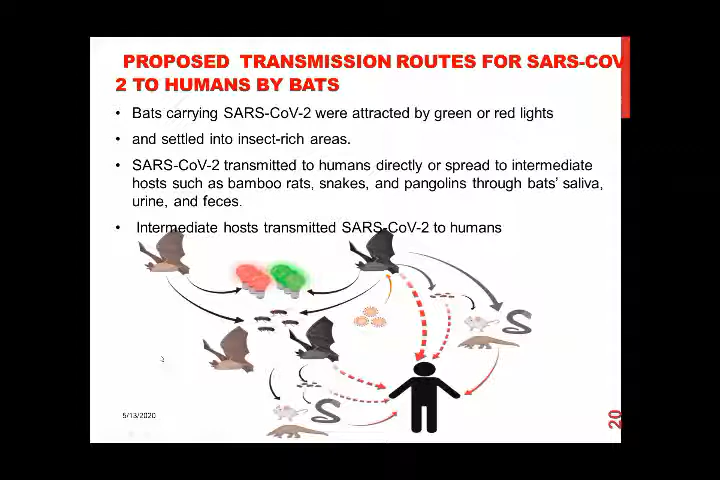 PROPOSED TRANSMISSION ROUTES FOR SARS-COV
2 TO HUMANS BY BATS
• Bats carrying SARS-CoV-2 were attracted by green or red lights
• and settled into insect-rich areas.
• SARS-CoV-2 transmitted to humans directly or spread to intermediate
hosts such as bamboo rats, snakes, and pangolins through bats' saliva,
urine, and feces.
• Intermediate hosts transmitted SARS-CoV-2 to humans
5/13/2020
20